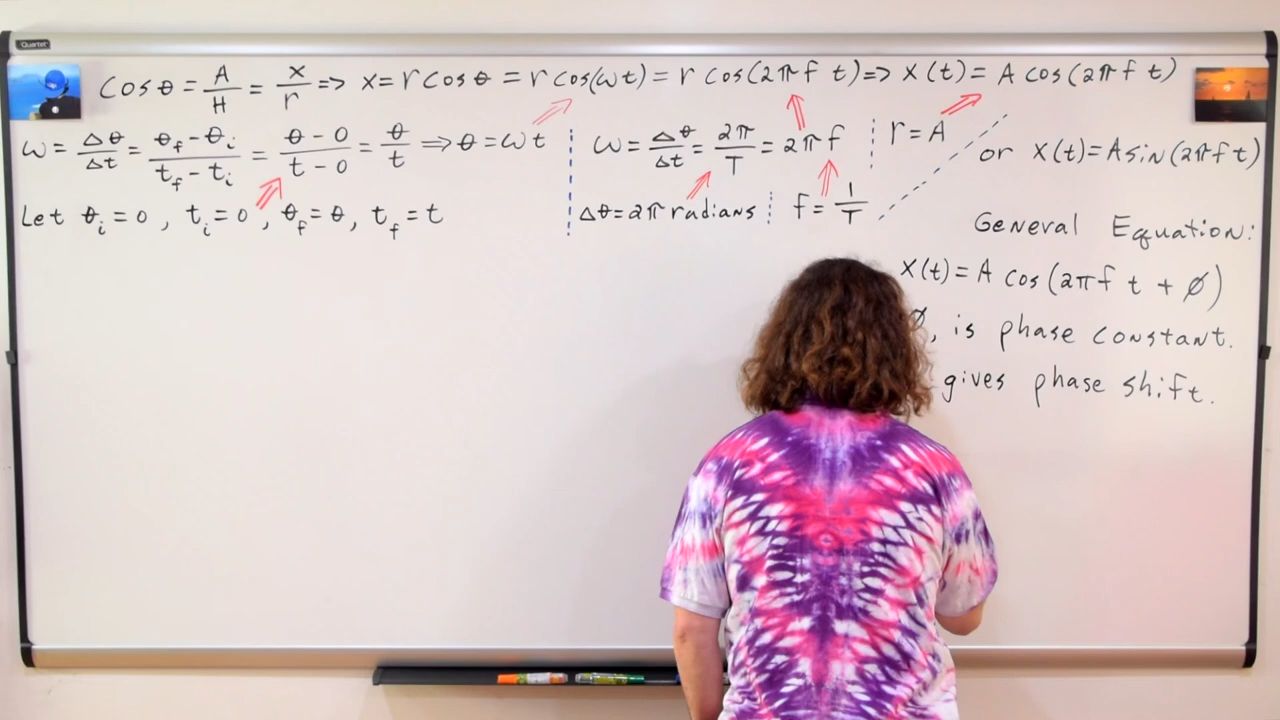 Quartet
Cos θ = A/H = x/r => x = r cos θ = r cos(ωt) = r cos(2πf t) => x(t) = A cos(2πf t)
ω = Δθ/Δt = (θf - θi)/(tf - ti) = (θ - 0)/(t - 0) = θ/t => θ = ωt
Let θi = 0, ti = 0, θf = θ, tf = t
ω = Δθ/Δt = 2π/T = 2πf
Δθ = 2π radians
f = 1/T
r = A
or x(t) = A sin(2πf t)
General Equation:
x(t) = A cos(2πf t + ø)
ø, is phase constant.
gives phase shift.